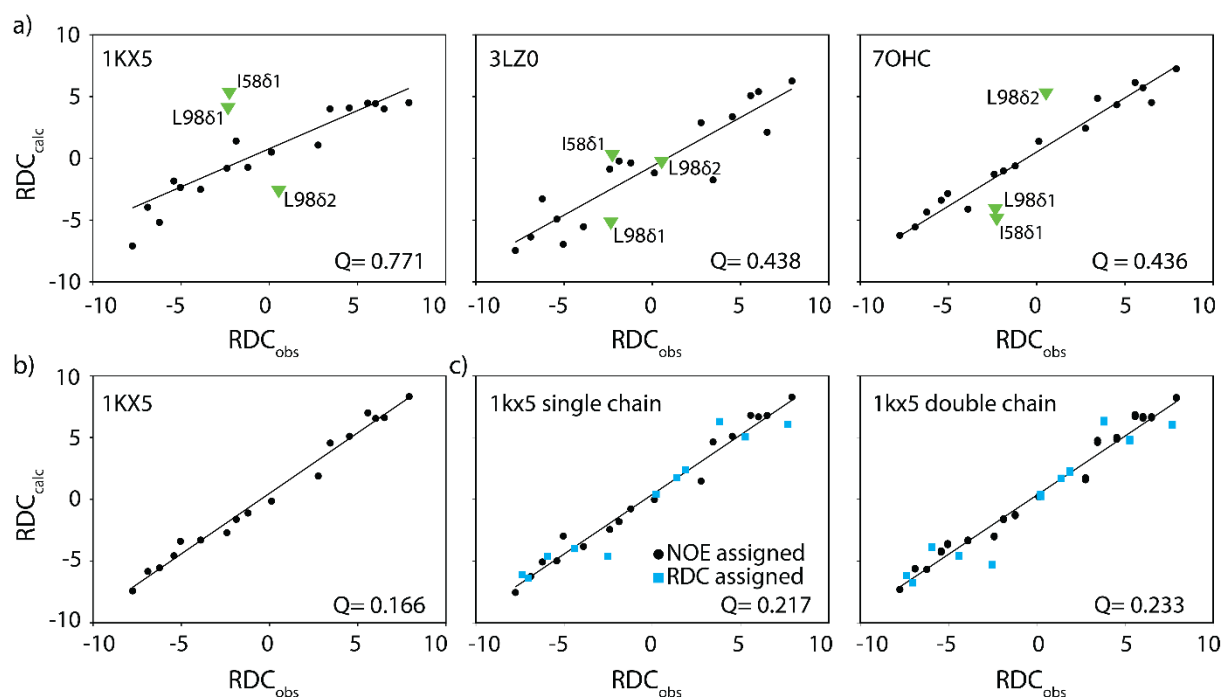 a)
1KX5
3LZ0
7OHC
10
5
0
-5
-10
RDCcalc
I58δ1
L98δ1
L98δ2
Q= 0.771
I58δ1
L98δ2
L98δ1
Q= 0.438
L98δ2
L98δ1
I58δ1
Q = 0.436
-10 -5 0 5 10
-10 -5 0 5 10
-10 -5 0 5 10
RDCobs
RDCobs
RDCobs
b)
c)
1KX5
1kx5 single chain
1kx5 double chain
10
5
0
-5
-10
RDCcalc
NOE assigned
RDC assigned
Q= 0.166
Q= 0.217
Q= 0.233
-10 -5 0 5 10
-10 -5 0 5 10
-10 -5 0 5 10
RDCobs
RDCobs
RDCobs